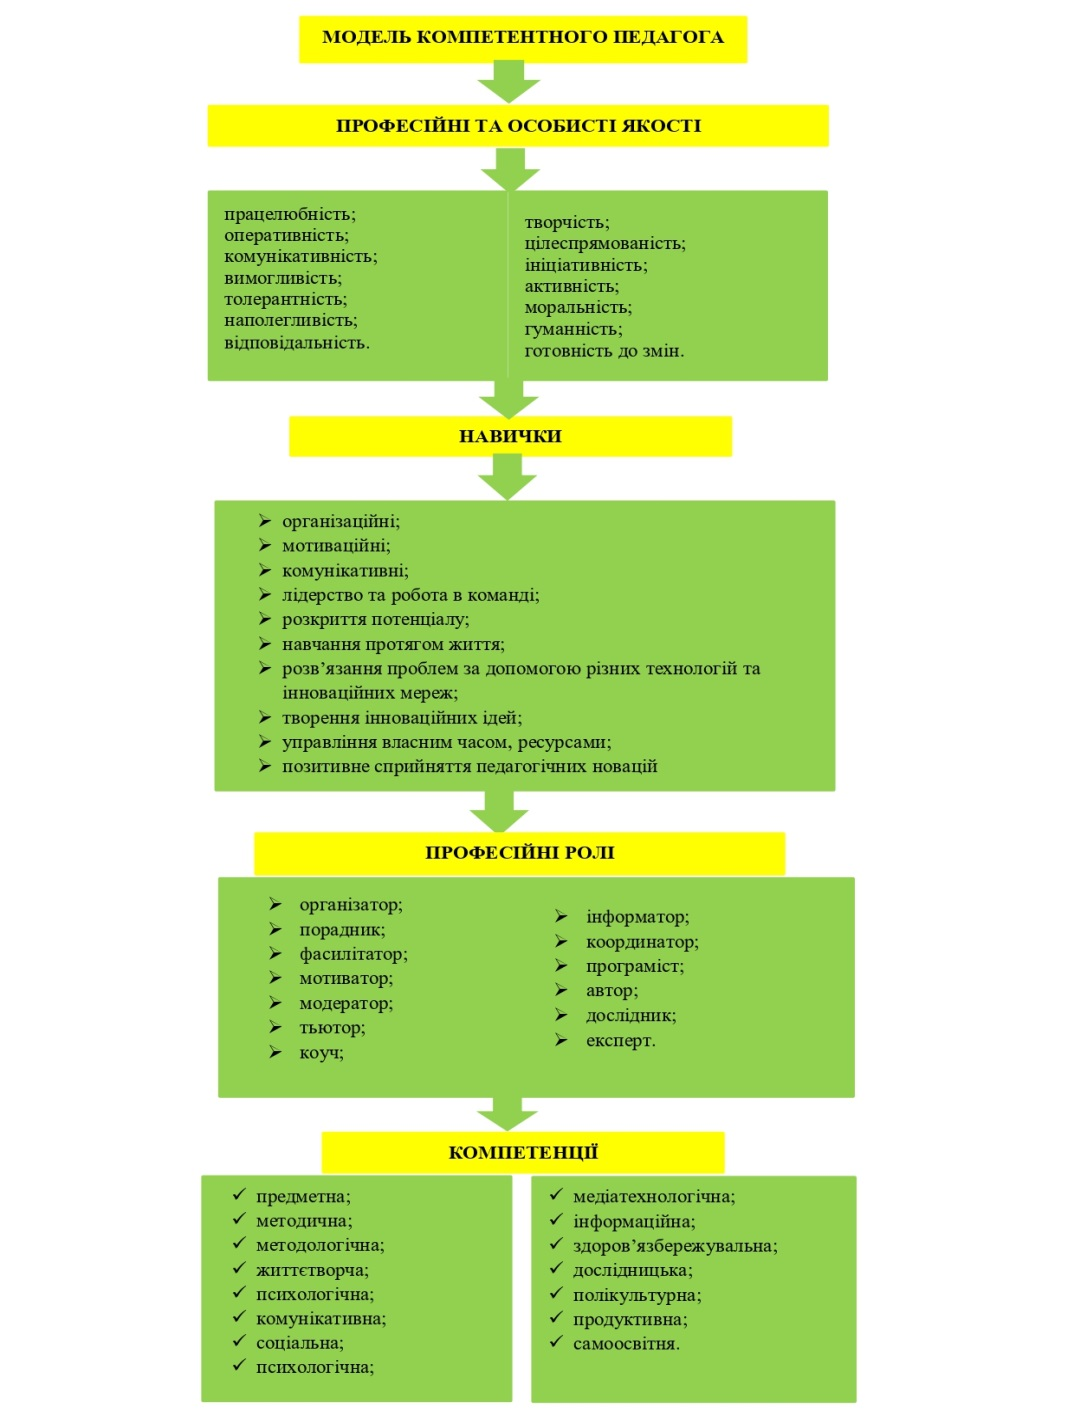 МОДЕЛЬ КОМПЕТЕНТНОГО ПЕДАГОГА
ПРОФЕСІЙНІ ТА ОСОБИСТІ ЯКОСТІ
працелюбність;
оперативність;
комунікативність;
вимогливість;
толерантність;
наполегливість;
відповідальність.
творчість;
цілеспрямованість;
ініціативність;
активність;
моральність;
гуманність;
готовність до змін.
НАВИЧКИ
➢ організаційні;
➢ мотиваційні;
➢ комунікативні;
➢ лідерство та робота в команді;
➢ розкриття потенціалу;
➢ навчання протягом життя;
➢ розв’язання проблем за допомогою різних технологій та
інноваційних мереж;
➢ творення інноваційних ідей;
➢ управління власним часом, ресурсами;
➢ позитивне сприйняття педагогічних новацій
ПРОФЕСІЙНІ РОЛІ
➢ організатор;
➢ порадник;
➢ фасилітатор;
➢ мотиватор;
➢ модератор;
➢ тьютор;
➢ коуч;
➢ інформатор;
➢ координатор;
➢ програміст;
➢ автор;
➢ дослідник;
➢ експерт.
КОМПЕТЕНЦІЇ
✓ предметна;
✓ методична;
✓ методологічна;
✓ життєтворча;
✓ психологічна;
✓ комунікативна;
✓ соціальна;
✓ психологічна;
✓ медіатехнологічна;
✓ інформаційна;
✓ здоров’язбережувальна;
✓ дослідницька;
✓ полікультурна;
✓ продуктивна;
✓ самоосвітня.